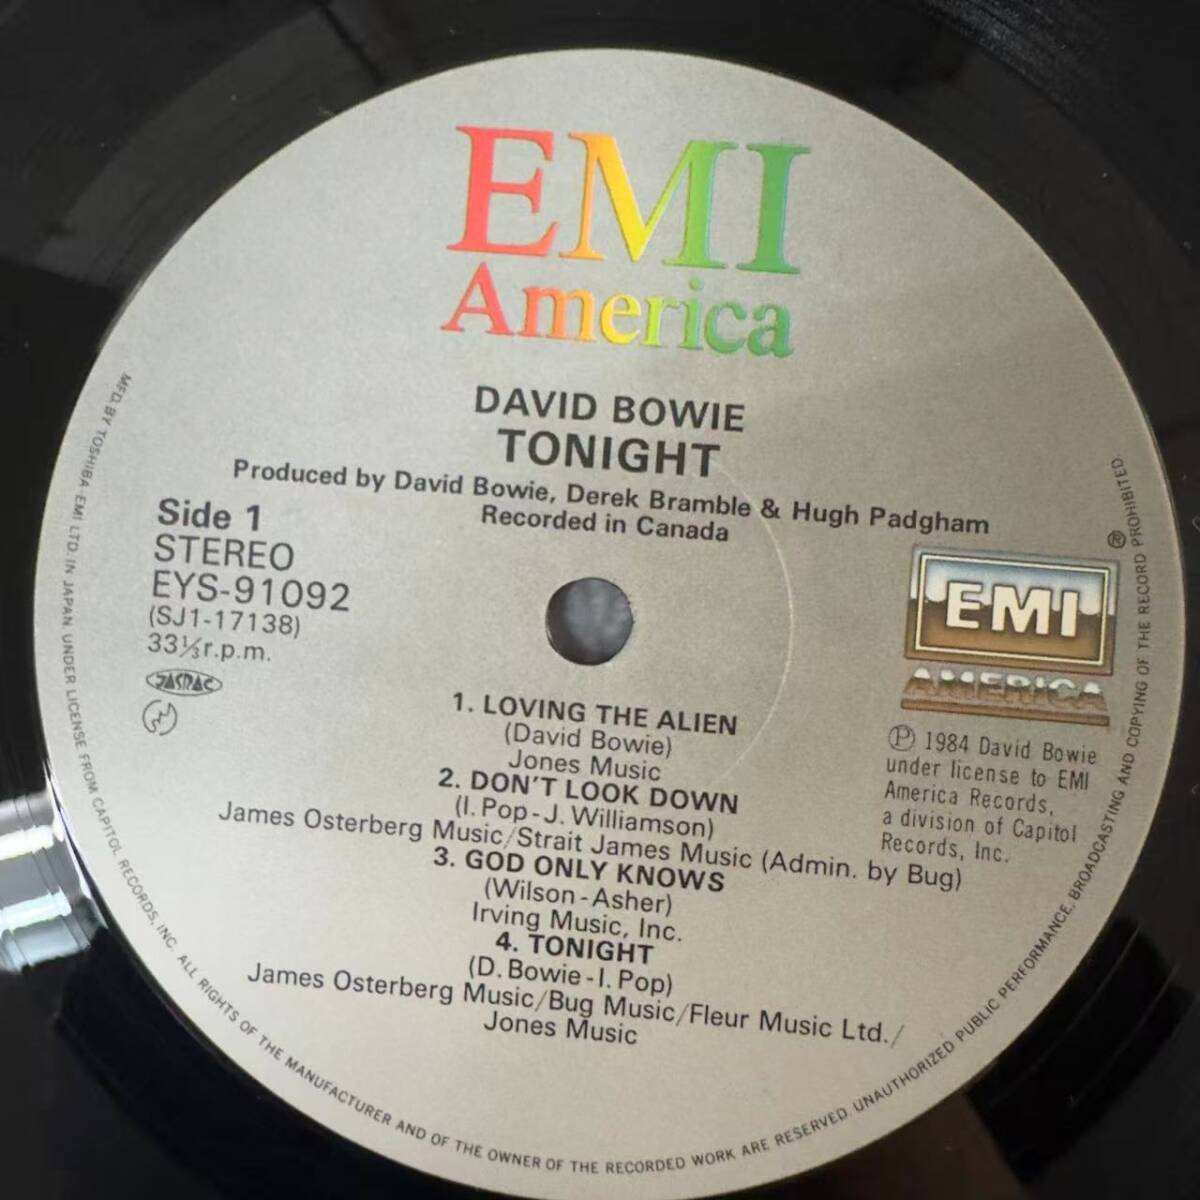 EMI
America
DAVID BOWIE
TONIGHT
Produced by David Bowie, Derek Bramble & Hugh Padgham
Recorded in Canada
Side 1
STEREO
EYS-91092
(SJ1-17138)
33⅓ r.p.m.
JASRAC
EMI
AMERICA
1. LOVING THE ALIEN
(David Bowie)
Jones Music
2. DON'T LOOK DOWN
(I. Pop - J. Williamson)
James Osterberg Music/Strait James Music (Admin. by Bug)
3. GOD ONLY KNOWS
(Wilson - Asher)
Irving Music, Inc.
4. TONIGHT
(D. Bowie - I. Pop)
James Osterberg Music/Bug Music/Fleur Music Ltd./
Jones Music
Ⓟ 1984 David Bowie
under license to EMI
America Records,
a division of Capitol
Records, Inc.
MFD. BY TOSHIBA-EMI LTD. IN JAPAN. UNDER LICENSE FROM CAPITOL RECORDS, INC. ALL RIGHTS OF THE MANUFACTURER AND OF THE OWNER OF THE RECORDED WORK ARE RESERVED. UNAUTHORIZED PUBLIC PERFORMANCE, BROADCASTING AND COPYING OF THE RECORD PROHIBITED.